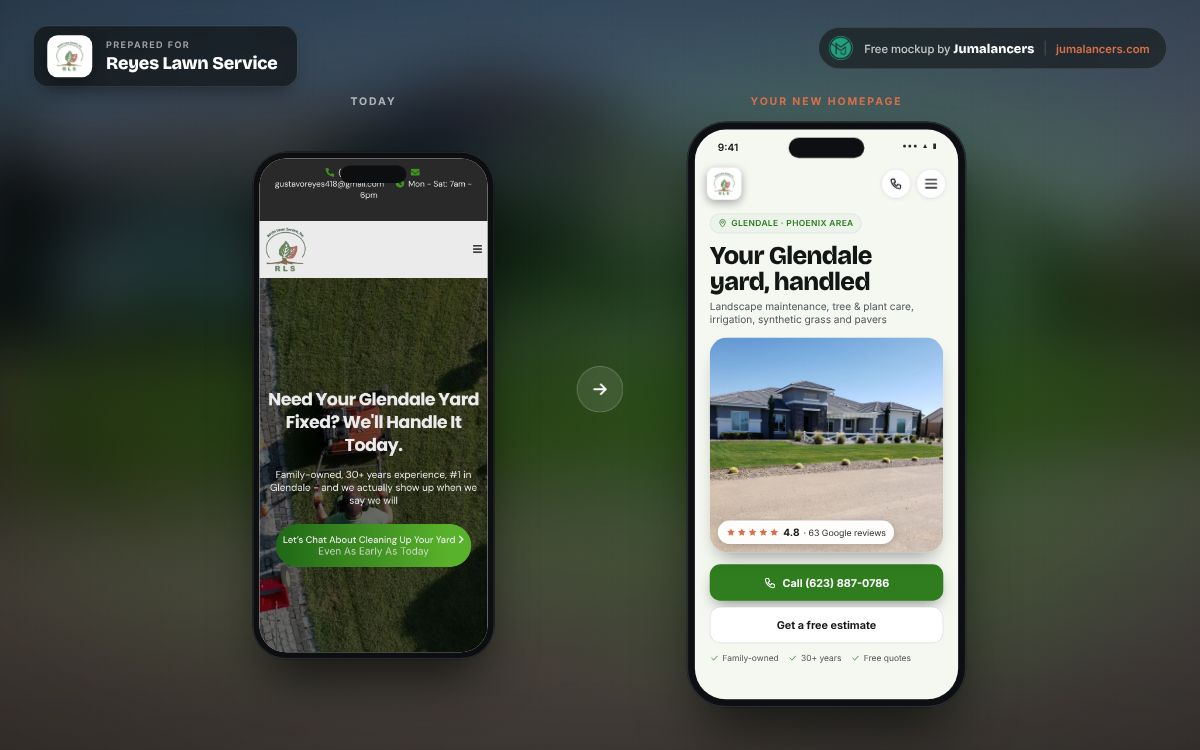 PREPARED FOR
Reyes Lawn Service
Free mockup by Jumalancers
jumalancers.com
TODAY
YOUR NEW HOMEPAGE
gustavoreyes418@gmail.com
Mon - Sat: 7am -
6pm
RLS
Need Your Glendale Yard
Fixed? We'll Handle It
Today.
Family-owned, 30+ years experience, #1 in
Glendale - and we actually show up when we
say we will
Let's Chat About Cleaning Up Your Yard
Even As Early As Today
9:41
GLENDALE · PHOENIX AREA
Your Glendale
yard, handled
Landscape maintenance, tree & plant care,
irrigation, synthetic grass and pavers
4.8 · 63 Google reviews
Call (623) 887-0786
Get a free estimate
Family-owned
30+ years
Free quotes